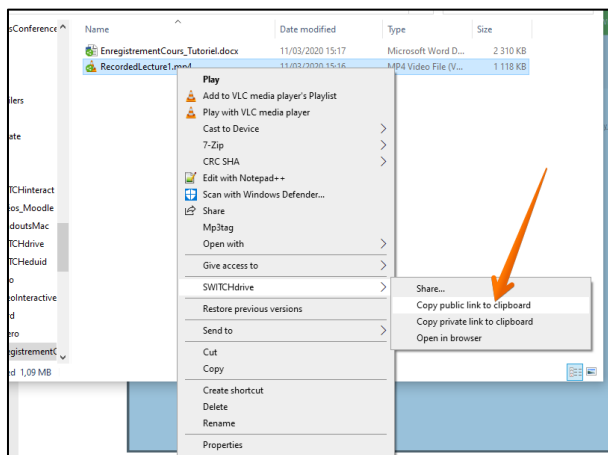 sConference
Name
Date modified
Type
Size
EnregistrementCours_Tutoriel.docx
11/03/2020 15:17
Microsoft Word D...
2 310 KB
RecordedLecture1.mp4
11/03/2020 15:16
MP4 Video File (V...
1 118 KB
ilers
ate
TCHinteract
eos_Moodle
doutsMac
TCHdrive
TCHeduid
o
eoInteractive
rd
ero
egistrementC
ed 1,09 MB
Play
Add to VLC media player's Playlist
Play with VLC media player
Cast to Device
7-Zip
CRC SHA
Edit with Notepad++
Scan with Windows Defender...
Share
Mp3tag
Open with
Give access to
SWITCHdrive
Restore previous versions
Send to
Cut
Copy
Create shortcut
Delete
Rename
Properties
Share...
Copy public link to clipboard
Copy private link to clipboard
Open in browser